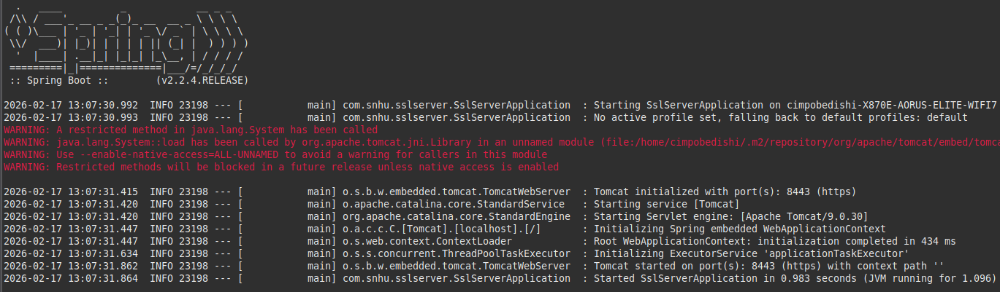 .   ____          _            __ _ _
 /\\ / ___'_ __ _ _(_)_ __  __ _ \ \ \ \
( ( )\___ | '_ | '_| | '_ \/ _` | \ \ \ \
 \\/  ___)| |_)| | | | | || (_| |  ) ) ) )
  '  |____| .__|_| |_|_| |_\__, | / / / /
 =========|_|==============|___/=/_/_/_/
 :: Spring Boot ::        (v2.2.4.RELEASE)

2026-02-17 13:07:30.992  INFO 23198 --- [           main] com.snhu.sslserver.SslServerApplication  : Starting SslServerApplication on cimpobedishi-X870E-AORUS-ELITE-WIFI7
2026-02-17 13:07:30.993  INFO 23198 --- [           main] com.snhu.sslserver.SslServerApplication  : No active profile set, falling back to default profiles: default
WARNING: A restricted method in java.lang.System has been called
WARNING: java.lang.System::load has been called by org.apache.tomcat.jni.Library in an unnamed module (file:/home/cimpobedishi/.m2/repository/org/apache/tomcat/embed/tomca
WARNING: Use --enable-native-access=ALL-UNNAMED to avoid a warning for callers in this module
WARNING: Restricted methods will be blocked in a future release unless native access is enabled

2026-02-17 13:07:31.415  INFO 23198 --- [           main] o.s.b.w.embedded.tomcat.TomcatWebServer  : Tomcat initialized with port(s): 8443 (https)
2026-02-17 13:07:31.420  INFO 23198 --- [           main] o.apache.catalina.core.StandardService   : Starting service [Tomcat]
2026-02-17 13:07:31.420  INFO 23198 --- [           main] org.apache.catalina.core.StandardEngine  : Starting Servlet engine: [Apache Tomcat/9.0.30]
2026-02-17 13:07:31.447  INFO 23198 --- [           main] o.a.c.c.C.[Tomcat].[localhost].[/]       : Initializing Spring embedded WebApplicationContext
2026-02-17 13:07:31.447  INFO 23198 --- [           main] o.s.web.context.ContextLoader            : Root WebApplicationContext: initialization completed in 434 ms
2026-02-17 13:07:31.634  INFO 23198 --- [           main] o.s.s.concurrent.ThreadPoolTaskExecutor  : Initializing ExecutorService 'applicationTaskExecutor'
2026-02-17 13:07:31.862  INFO 23198 --- [           main] o.s.b.w.embedded.tomcat.TomcatWebServer  : Tomcat started on port(s): 8443 (https) with context path ''
2026-02-17 13:07:31.864  INFO 23198 --- [           main] com.snhu.sslserver.SslServerApplication  : Started SslServerApplication in 0.983 seconds (JVM running for 1.096)